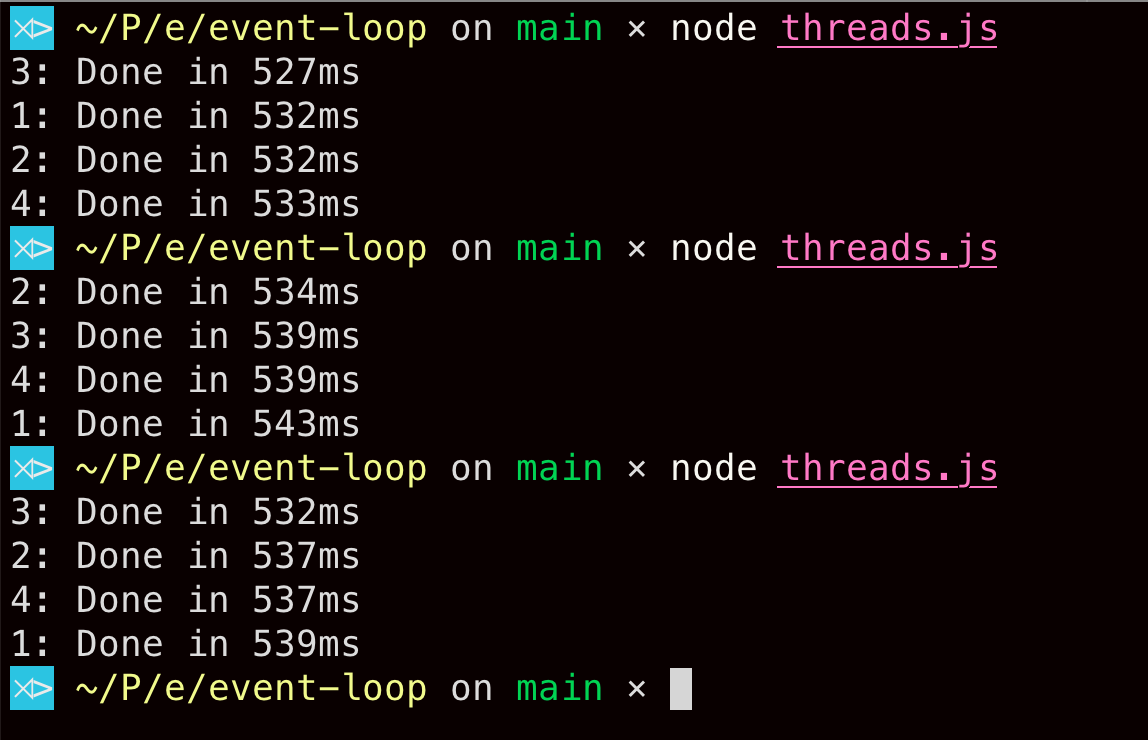 ~/P/e/event-loop on main × node threads.js
3: Done in 527ms
1: Done in 532ms
2: Done in 532ms
4: Done in 533ms
~/P/e/event-loop on main × node threads.js
2: Done in 534ms
3: Done in 539ms
4: Done in 539ms
1: Done in 543ms
~/P/e/event-loop on main × node threads.js
3: Done in 532ms
2: Done in 537ms
4: Done in 537ms
1: Done in 539ms
~/P/e/event-loop on main ×